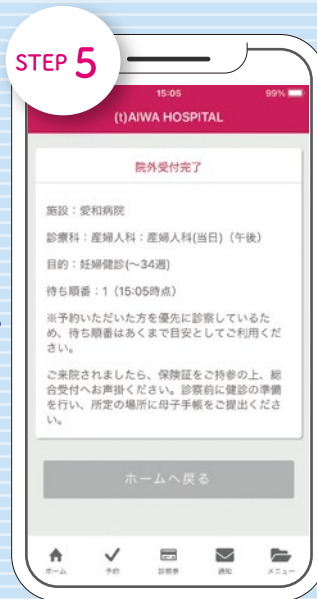 STEP 5
15:05
99%
(t)AIWA HOSPITAL
院外受付完了
施設：愛和病院
診療科：産婦人科：産婦人科(当日)（午後）
目的：妊婦健診(〜34週)
待ち順番：1（15:05時点）
※予約いただいた方を優先に診察しているた
め、待ち順番はあくまで目安としてご利用くだ
さい。
ご来院されましたら、保険証をご持参の上、総
合受付へお声掛ください。診察前に健診の準備
を行い、所定の場所に母子手帳をご提出くださ
い。
ホームへ戻る
ホーム
予約
診察券
通知
メニュー